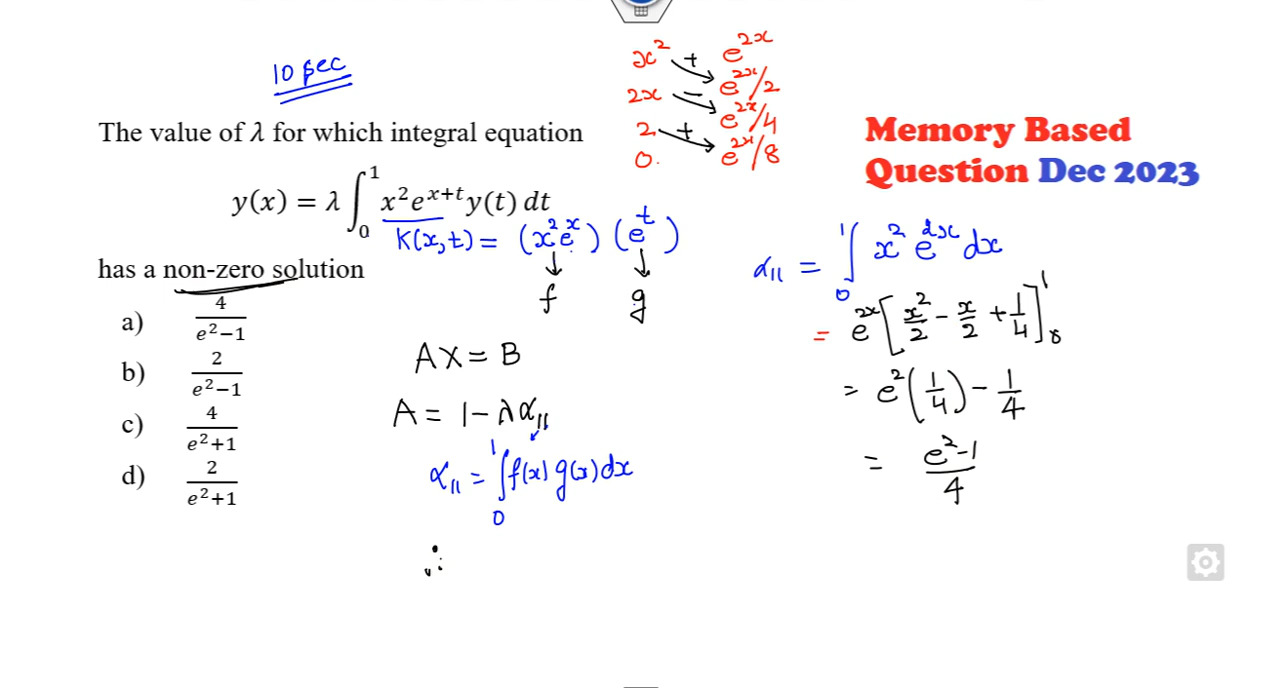 10 sec
x² + e^{2x}
e^{2x}/2
2x − e^{2x}/4
2 + e^{2x}/8
0.
The value of λ for which integral equation
Memory Based
Question Dec 2023
y(x) = λ ∫₀¹ x²e^{x+t}y(t) dt
K(x,t) = (x²e^x) (e^t)
has a non-zero solution
f g
a) 4/(e²−1)
b) 2/(e²−1)
c) 4/(e²+1)
d) 2/(e²+1)
AX = B
A = 1 − λα₁₁
α₁₁ = ∫₀¹ f(x) g(x) dx
∴
α₁₁ = ∫₀¹ x² e^{2x} dx
= e^{2x} [x²/2 − x/2 + 1/4]₀¹
= e² (1/4) − 1/4
= (e²−1)/4